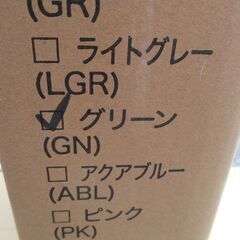 (GR)
□ ライトグレー
(LGR)
☑ グリーン
(GN)
□ アクアブルー
(ABL)
□ ピンク
(PK)